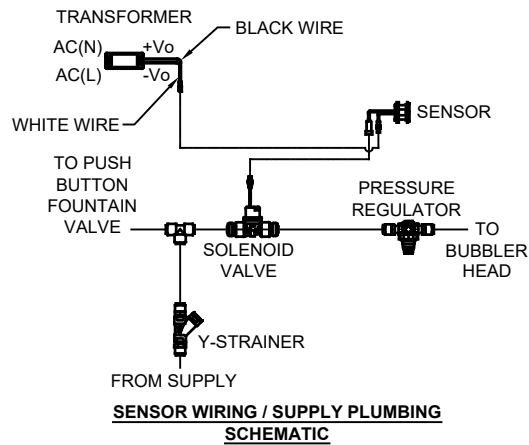 TRANSFORMER
BLACK WIRE
AC(N)
+Vo
AC(L)
-Vo
SENSOR
WHITE WIRE
TO PUSH
BUTTON
FOUNTAIN
VALVE
PRESSURE
REGULATOR
SOLENOID
VALVE
TO
BUBBLER
HEAD
Y-STRAINER
FROM SUPPLY
SENSOR WIRING / SUPPLY PLUMBING
SCHEMATIC